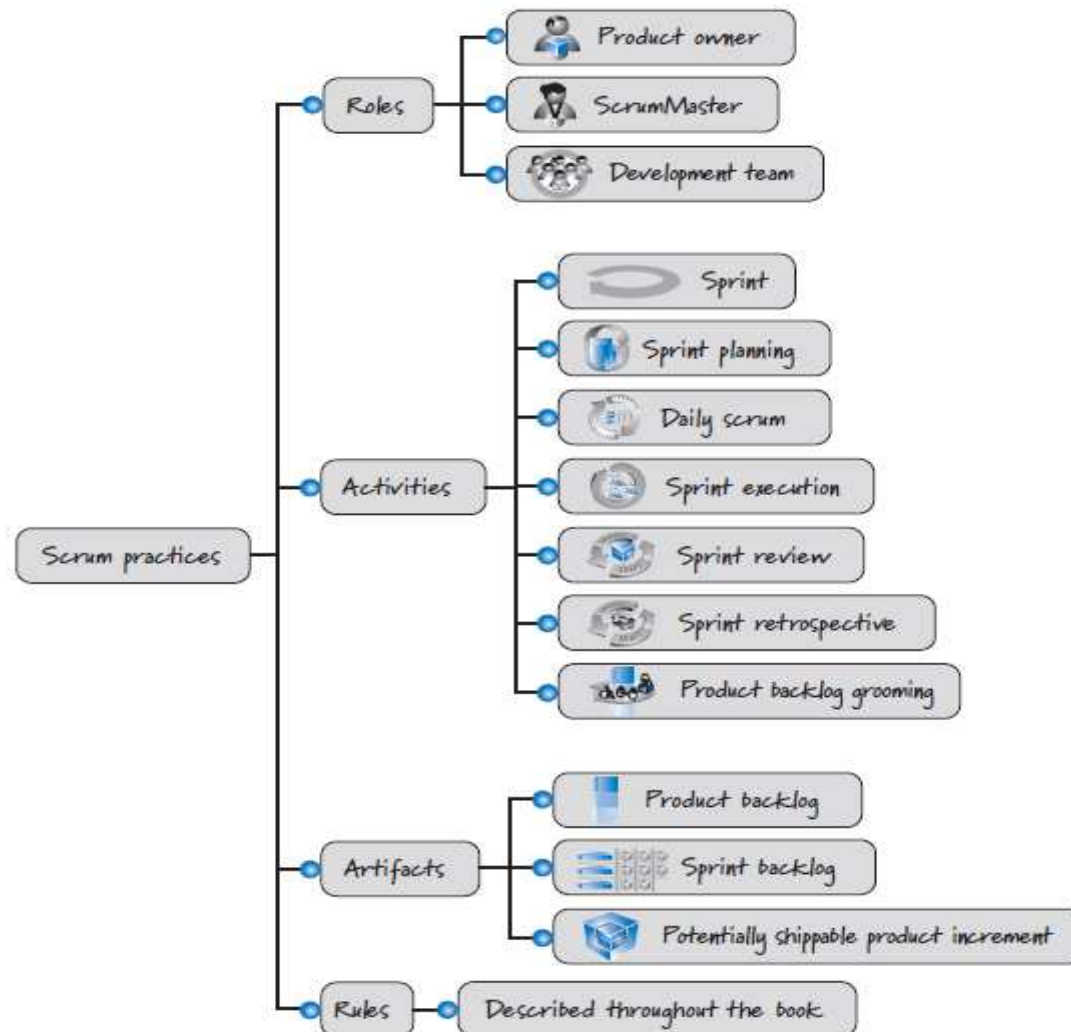 Product owner
Roles
ScrumMaster
Development team
Sprint
Sprint planning
Daily scrum
Activities
Sprint execution
Scrum practices
Sprint review
Sprint retrospective
Product backlog grooming
Product backlog
Artifacts
Sprint backlog
Potentially shippable product increment
Rules
Described throughout the book